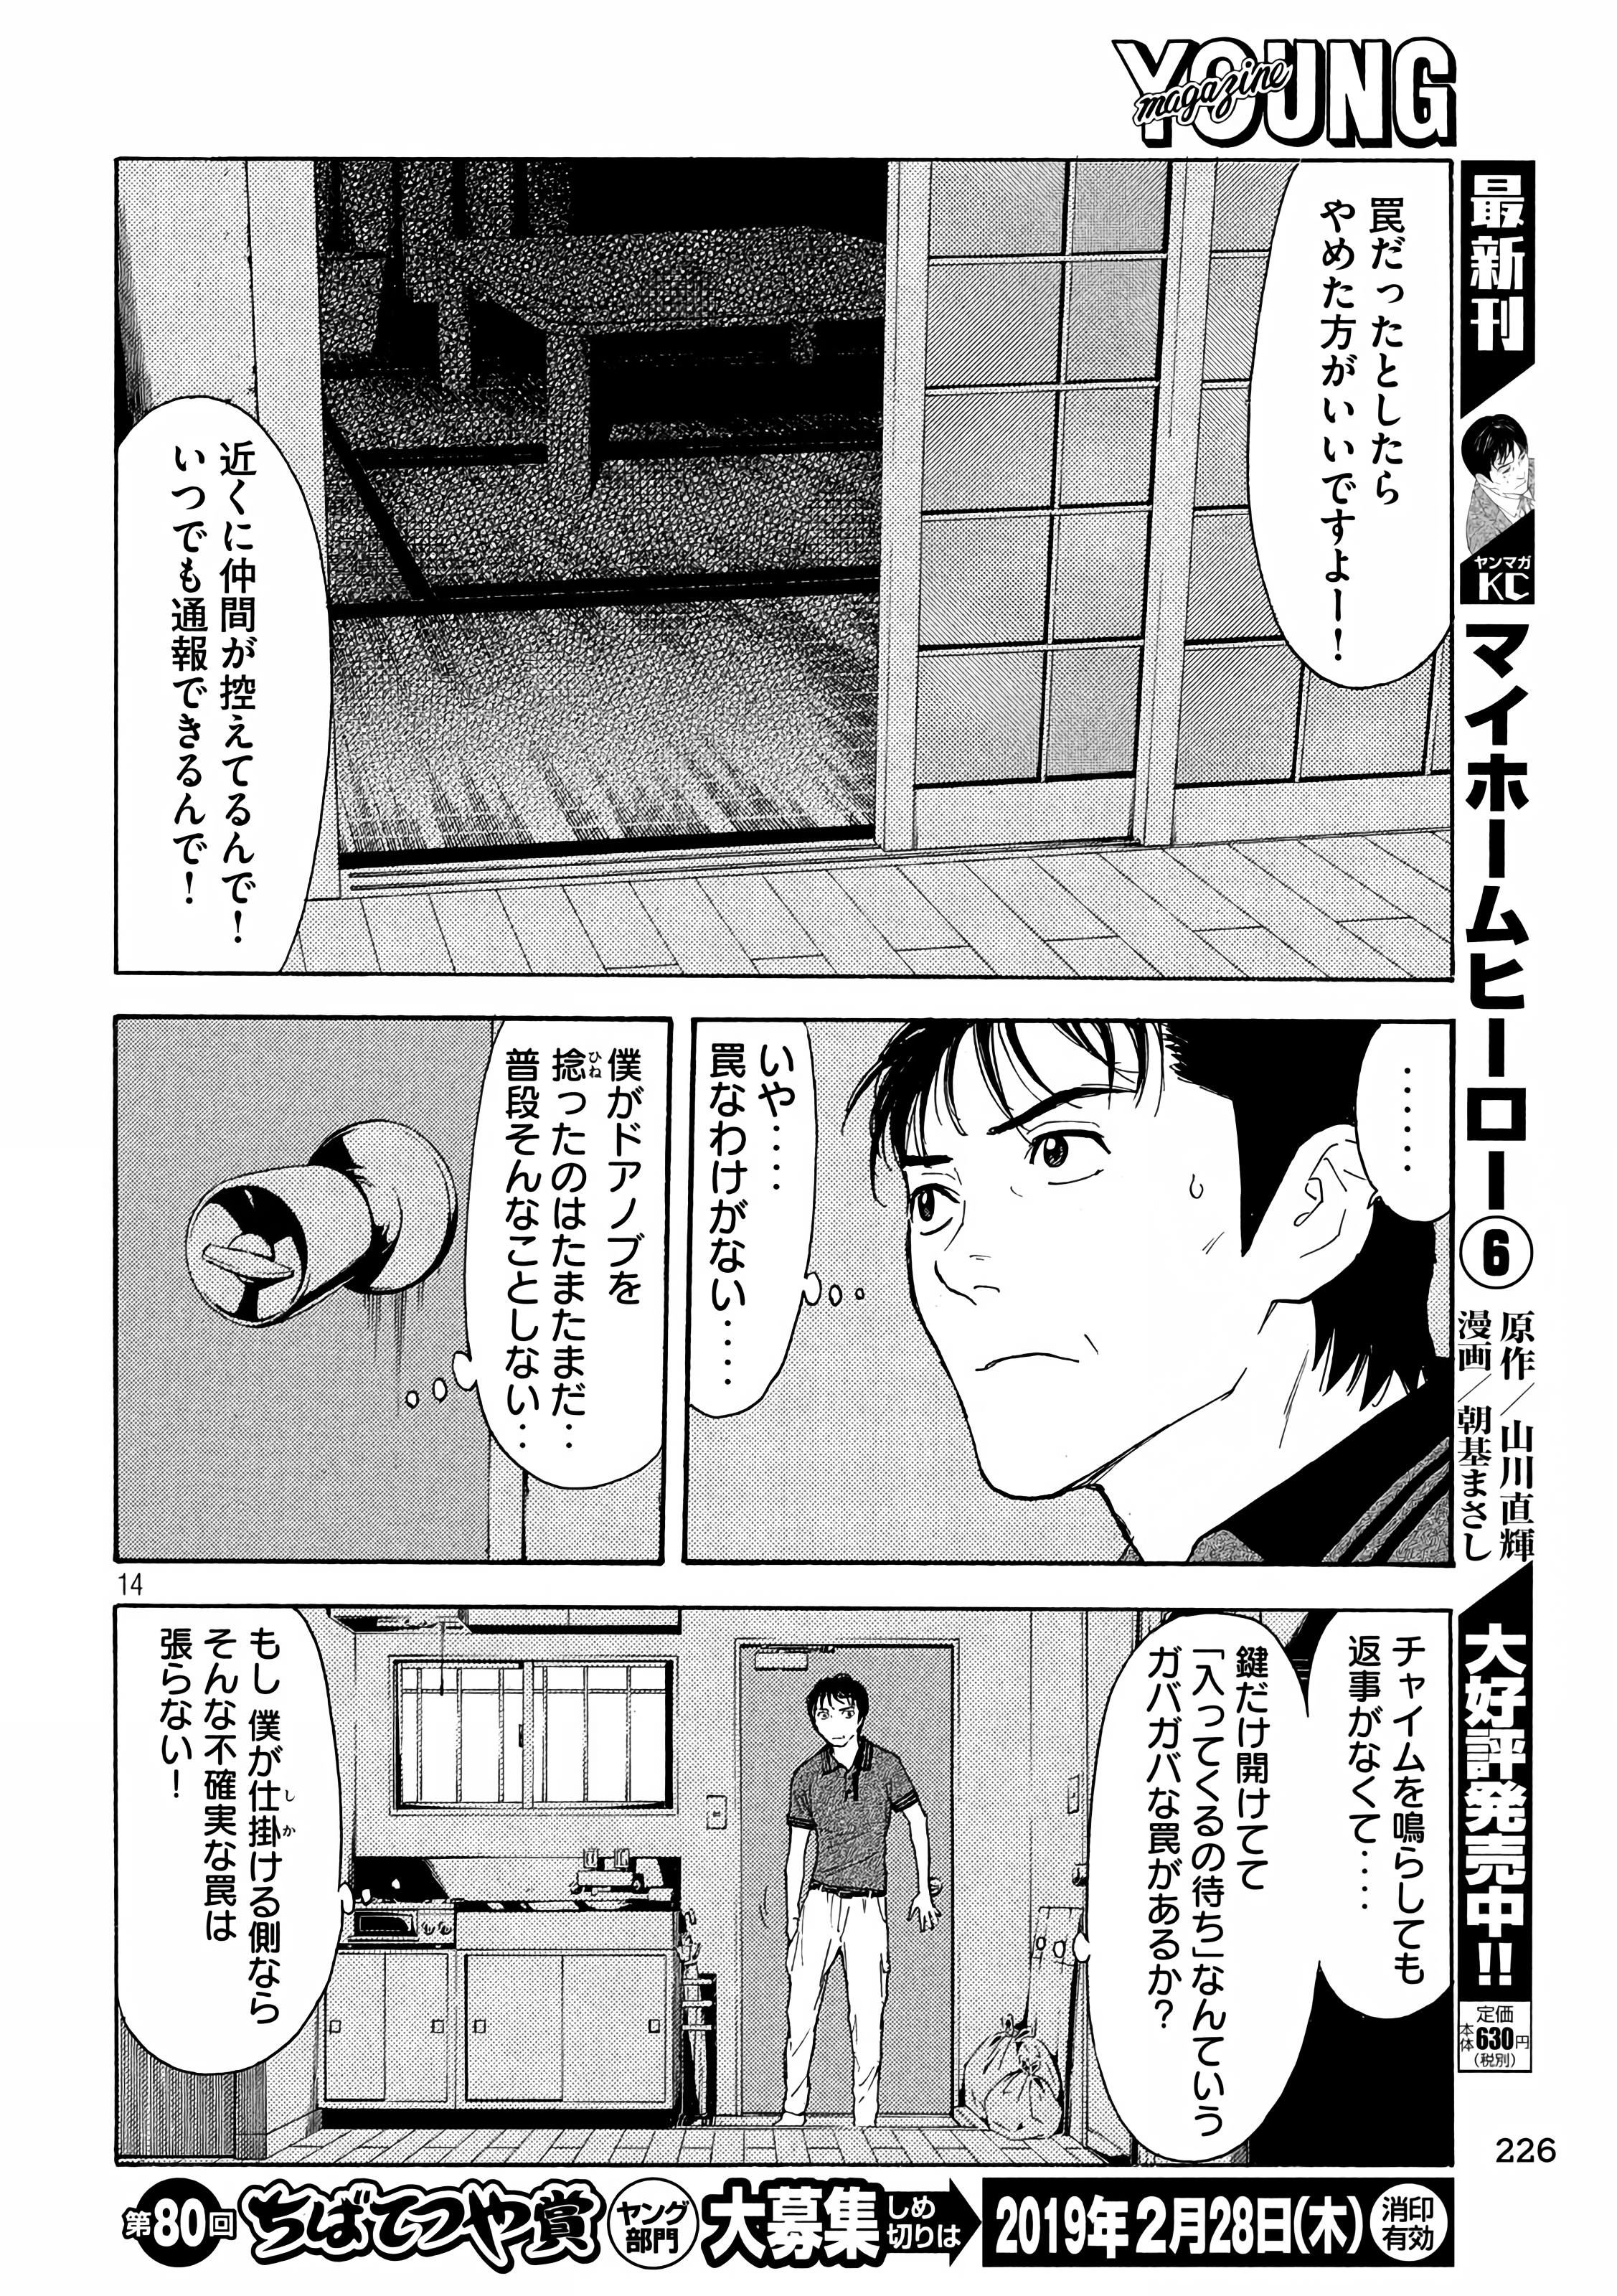 YOUNG
magazine
罠だったとしたら
やめた方がいいですよー!
近くに仲間が控えてるんで!
いつでも通報できるんで!
‥‥‥
いや‥‥
罠なわけがない‥‥‥
僕がドアノブを
捻ったのはたまたまだ‥
ひね
普段そんなことしない‥
14
チャイムを鳴らしても
返事がなくて‥‥
鍵だけ開けてて
「入ってくるの待ち」なんていう
ガバガバな罠があるか?
もし 僕が仕掛ける側なら
しか
そんな不確実な罠は
張らない!
最新刊
ヤンマガ
KC
マイホームヒーロー⑥
原作/山川直輝
漫画/朝基まさし
大好評発売中!!
定価
本体630円
(税別)
226
第80回 ちばてつや賞 ヤング部門 大募集 しめ切りは 2019年2月28日(木) 消印有効